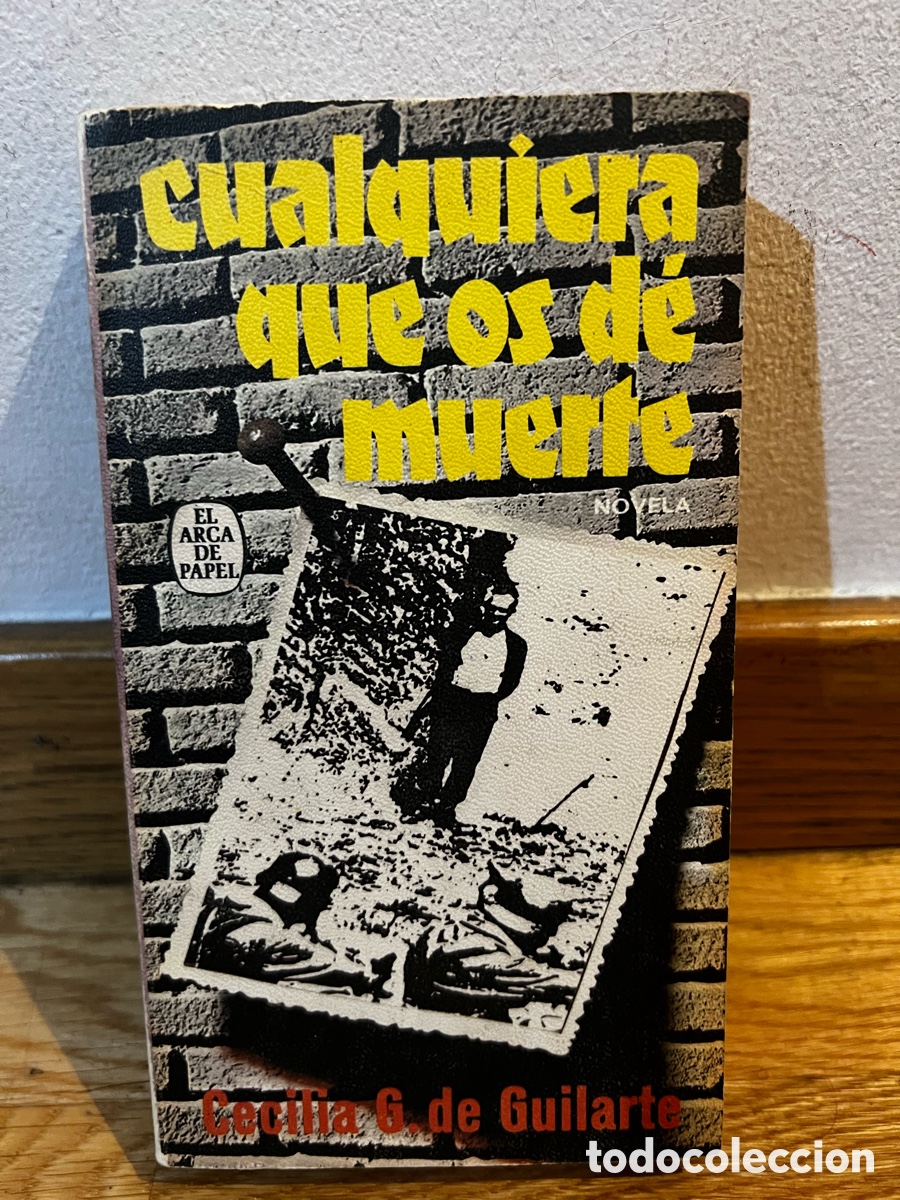 cualquiera
que os dé
muerte
NOVELA
EL
ARCA
DE
PAPEL
Cecilia G. de Guilarte
todocoleccion